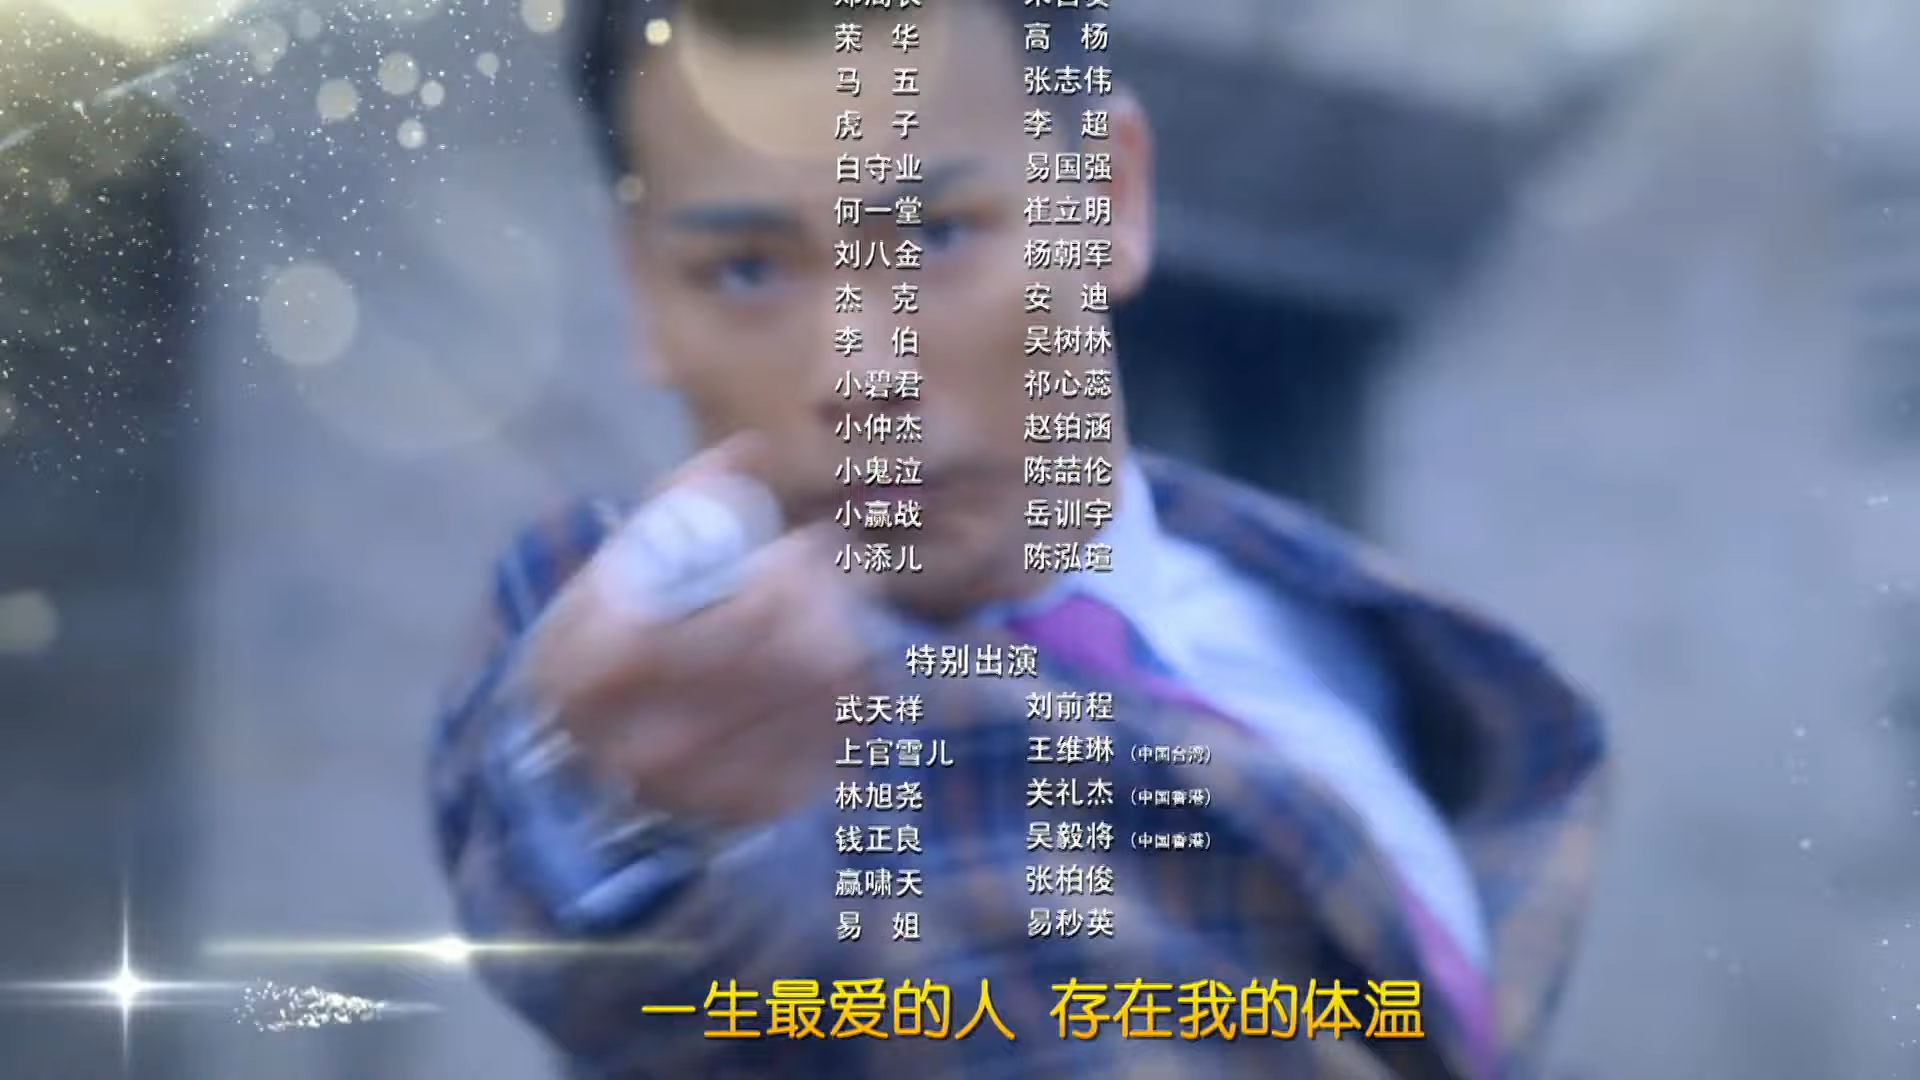 荣 华 高 杨
马 五 张志伟
虎 子 李 超
白守业 易国强
何一堂 崔立明
刘八金 杨朝军
杰 克 安 迪
李 伯 吴树林
小碧君 祁心蕊
小仲杰 赵铂涵
小鬼泣 陈喆伦
小赢战 岳训宇
小添儿 陈泓瑄
特别出演
武天祥 刘前程
上官雪儿 王维琳（中国台湾）
林旭尧 关礼杰（中国香港）
钱正良 吴毅将（中国香港）
赢啸天 张柏俊
易 姐 易秒英
一生最爱的人 存在我的体温